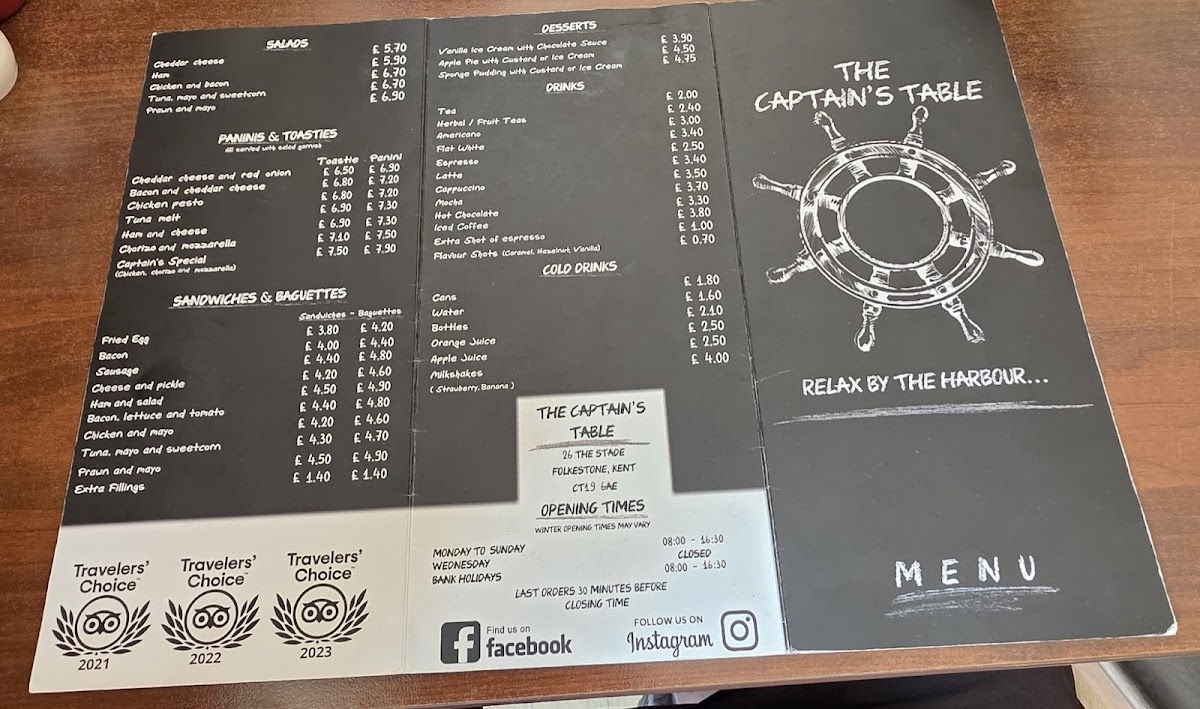 SALADS
Cheddar cheese £ 5.70
Ham £ 5.90
Chicken and bacon £ 6.70
Tuna, mayo and sweetcorn £ 6.70
Prawn and mayo £ 6.90
PANINIS & TOASTIES
All served with salad garnish
Toastie Panini
Cheddar cheese and red onion £ 6.50 £ 6.90
Bacon and cheddar cheese £ 6.80 £ 7.20
Chicken pesto £ 6.80 £ 7.20
Tuna melt £ 6.90 £ 7.30
Ham and cheese £ 6.90 £ 7.30
Chorizo and mozzarella £ 7.10 £ 7.50
Captain's Special £ 7.50 £ 7.90
(Chicken, chorizo and mozzarella)
SANDWICHES & BAGUETTES
Sandwiches - Baguettes
Fried Egg £ 3.80 £ 4.20
Bacon £ 4.00 £ 4.40
Sausage £ 4.40 £ 4.80
Cheese and pickle £ 4.20 £ 4.60
Ham and salad £ 4.50 £ 4.90
Bacon, lettuce and tomato £ 4.40 £ 4.80
Chicken and mayo £ 4.20 £ 4.60
Tuna, mayo and sweetcorn £ 4.30 £ 4.70
Prawn and mayo £ 4.50 £ 4.90
Extra Fillings £ 1.40 £ 1.40
Travelers' Choice™ 2021
Travelers' Choice™ 2022
Travelers' Choice™ 2023
DESSERTS
Vanilla Ice Cream with Chocolate Sauce £ 3.90
Apple Pie with Custard or Ice Cream £ 4.50
Sponge Pudding with Custard or Ice Cream £ 4.75
DRINKS
Tea £ 2.00
Herbal / Fruit Teas £ 2.40
Americano £ 3.00
Flat White £ 3.40
Espresso £ 2.50
Latte £ 3.40
Cappuccino £ 3.50
Mocha £ 3.70
Hot Chocolate £ 3.30
Iced Coffee £ 3.80
Extra Shot of espresso £ 1.00
Flavour Shots (Caramel, Hazelnut, Vanilla) £ 0.70
COLD DRINKS
Cans £ 1.80
Water £ 1.60
Bottles £ 2.10
Orange Juice £ 2.50
Apple Juice £ 2.50
Milkshakes £ 4.00
( Strawberry, Banana )
THE CAPTAIN'S
TABLE
26 THE STADE
FOLKESTONE, KENT
CT19 6AE
OPENING TIMES
WINTER OPENING TIMES MAY VARY
MONDAY TO SUNDAY 08:00 - 16:30
WEDNESDAY CLOSED
BANK HOLIDAYS 08:00 - 16:30
LAST ORDERS 30 MINUTES BEFORE
CLOSING TIME
Find us on
facebook
FOLLOW US ON
Instagram
THE
CAPTAIN'S TABLE
RELAX BY THE HARBOUR...
MENU